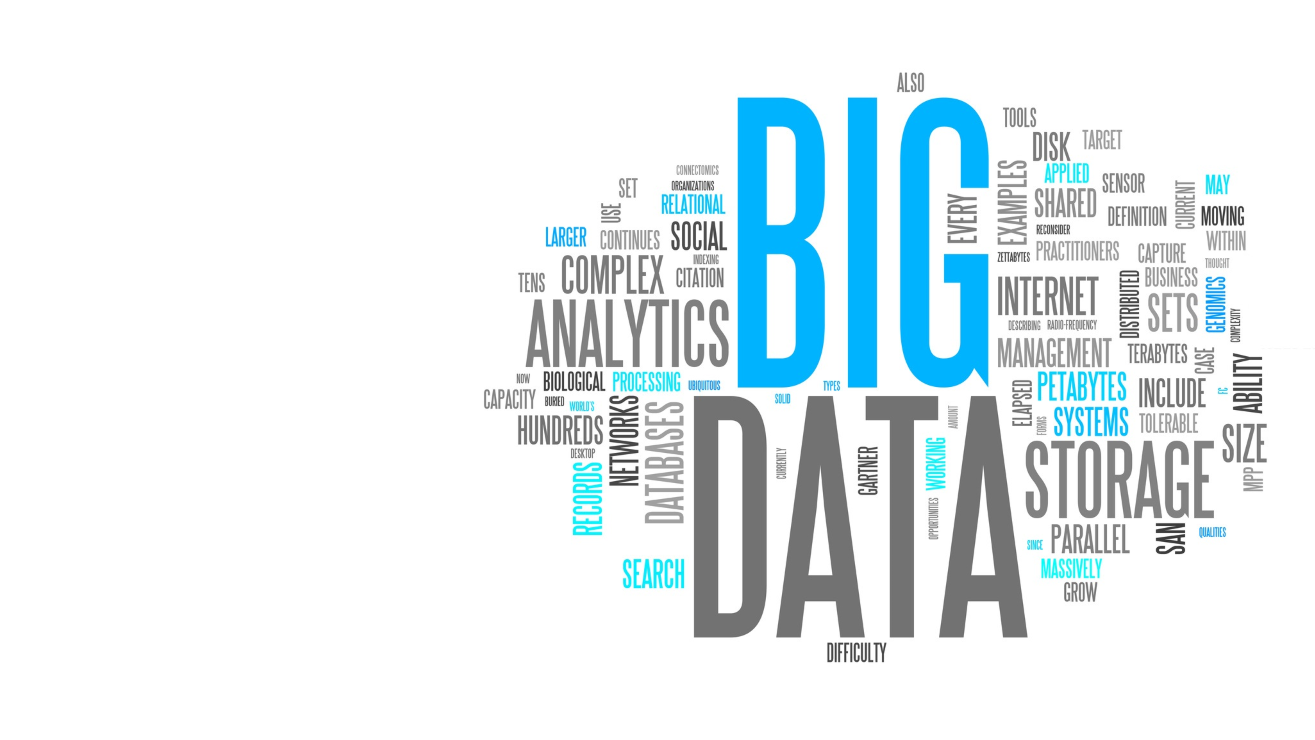 ALSO
BIG
DATA
TOOLS
DISK
TARGET
APPLIED
EXAMPLES
SHARED
SENSOR
CURRENT
MAY
DEFINITION
MOVING
EVERY
RECONSIDER
WITHIN
ZETTABYTES
PRACTITIONERS
CAPTURE
THOUGHT
CONNECTOMICS
SET
ORGANIZATIONS
USE
RELATIONAL
LARGER
CONTINUES
SOCIAL
INDEXING
TENS
COMPLEX
CITATION
ANALYTICS
INTERNET
DISTRIBUTED
BUSINESS
SETS
GENOMICS
COMPLEXITY
DESCRIBING
RADIO-FREQUENCY
MANAGEMENT
TERABYTES
CASE
ABILITY
NOW
BIOLOGICAL
PROCESSING
UBIQUITOUS
TYPES
SOLID
CAPACITY
BURIED
WORLD'S
ELAPSED
PETABYTES
INCLUDE
FC
HUNDREDS
NETWORKS
DATABASES
FORMS
SYSTEMS
TOLERABLE
AMOUNT
DESKTOP
RECORDS
CURRENTLY
GARTNER
WORKING
OPPORTUNITIES
STORAGE
SIZE
MPP
SINCE
PARALLEL
SAN
QUALITIES
SEARCH
MASSIVELY
GROW
DIFFICULTY